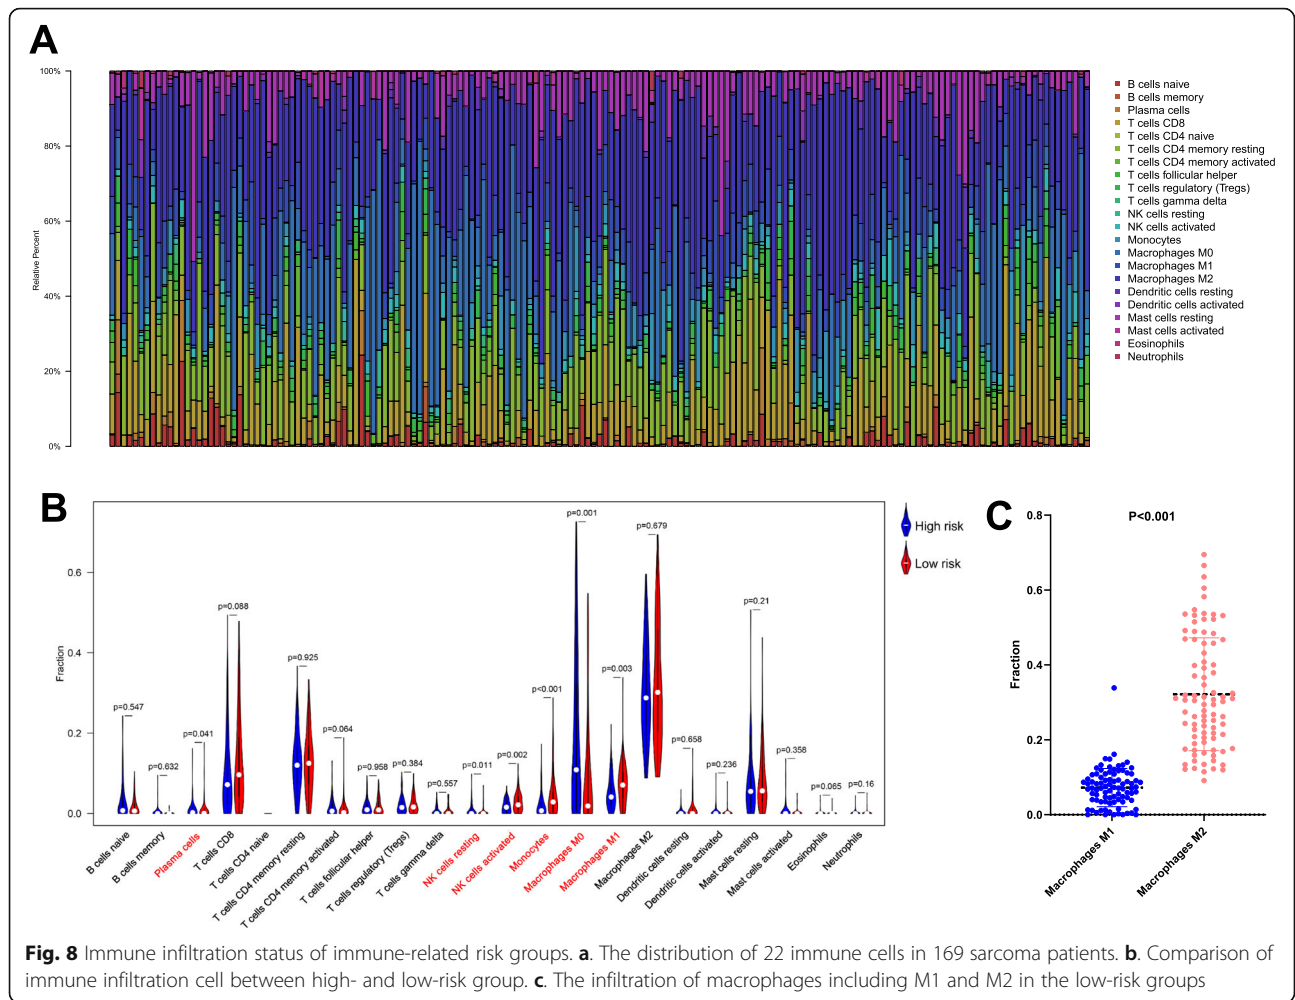 A
100%
80%
60%
40%
20%
0%
Relative Percent
B cells naive
B cells memory
Plasma cells
T cells CD8
T cells CD4 naive
T cells CD4 memory resting
T cells CD4 memory activated
T cells follicular helper
T cells regulatory (Tregs)
T cells gamma delta
NK cells resting
NK cells activated
Monocytes
Macrophages M0
Macrophages M1
Macrophages M2
Dendritic cells resting
Dendritic cells activated
Mast cells resting
Mast cells activated
Eosinophils
Neutrophils
B
Fraction
0.6
0.4
0.2
0.0
p=0.547
p=0.632
p=0.041
p=0.088
p=0.925
p=0.064
p=0.958
p=0.384
p=0.557
p=0.011
p=0.002
p<0.001
p=0.001
p=0.003
p=0.679
p=0.658
p=0.236
p=0.21
p=0.358
p=0.065
p=0.16
High risk
Low risk
B cells naive
B cells memory
Plasma cells
T cells CD8
T cells CD4 naive
T cells CD4 memory resting
T cells CD4 memory activated
T cells follicular helper
T cells regulatory (Tregs)
T cells gamma delta
NK cells resting
NK cells activated
Monocytes
Macrophages M0
Macrophages M1
Macrophages M2
Dendritic cells resting
Dendritic cells activated
Mast cells resting
Mast cells activated
Eosinophils
Neutrophils
C
P<0.001
Fraction
0.8
0.6
0.4
0.2
0.0
Macrophages M1
Macrophages M2
Fig. 8 Immune infiltration status of immune-related risk groups. a. The distribution of 22 immune cells in 169 sarcoma patients. b. Comparison of
immune infiltration cell between high- and low-risk group. c. The infiltration of macrophages including M1 and M2 in the low-risk groups